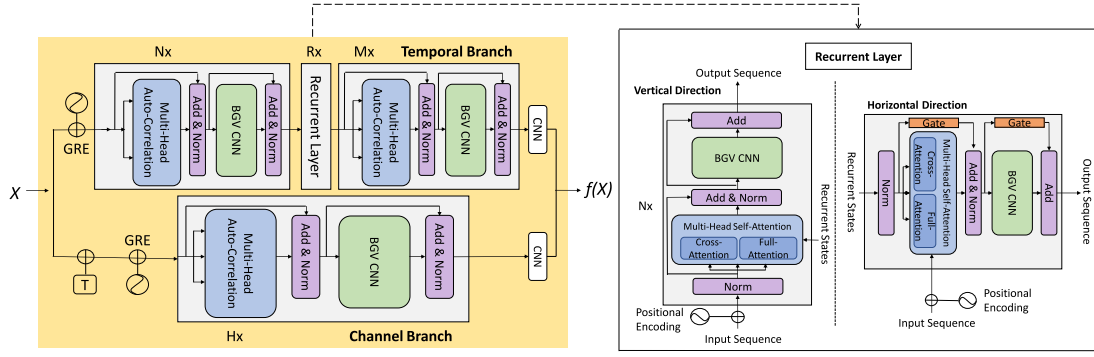 Nx
Rx
Mx
Temporal Branch
GRE
Multi-Head
Auto-Correlation
Add & Norm
BGV CNN
Add & Norm
Recurrent Layer
Multi-Head
Auto-Correlation
Add & Norm
BGV CNN
Add & Norm
CNN
X
f(X)
GRE
T
Multi-Head
Auto-Correlation
Add & Norm
BGV CNN
Add & Norm
CNN
Hx
Channel Branch
Recurrent Layer
Output Sequence
Vertical Direction
Add
BGV CNN
Add & Norm
Nx
Multi-Head Self-Attention
Cross-
Attention
Full-
Attention
Norm
Recurrent States
Positional
Encoding
Input Sequence
Horizontal Direction
Recurrent States
Norm
Gate
Gate
Multi-Head Self-Attention
Cross-
Attention
Full-
Attention
Add & Norm
BGV CNN
Add
Output Sequence
Positional
Encoding
Input Sequence